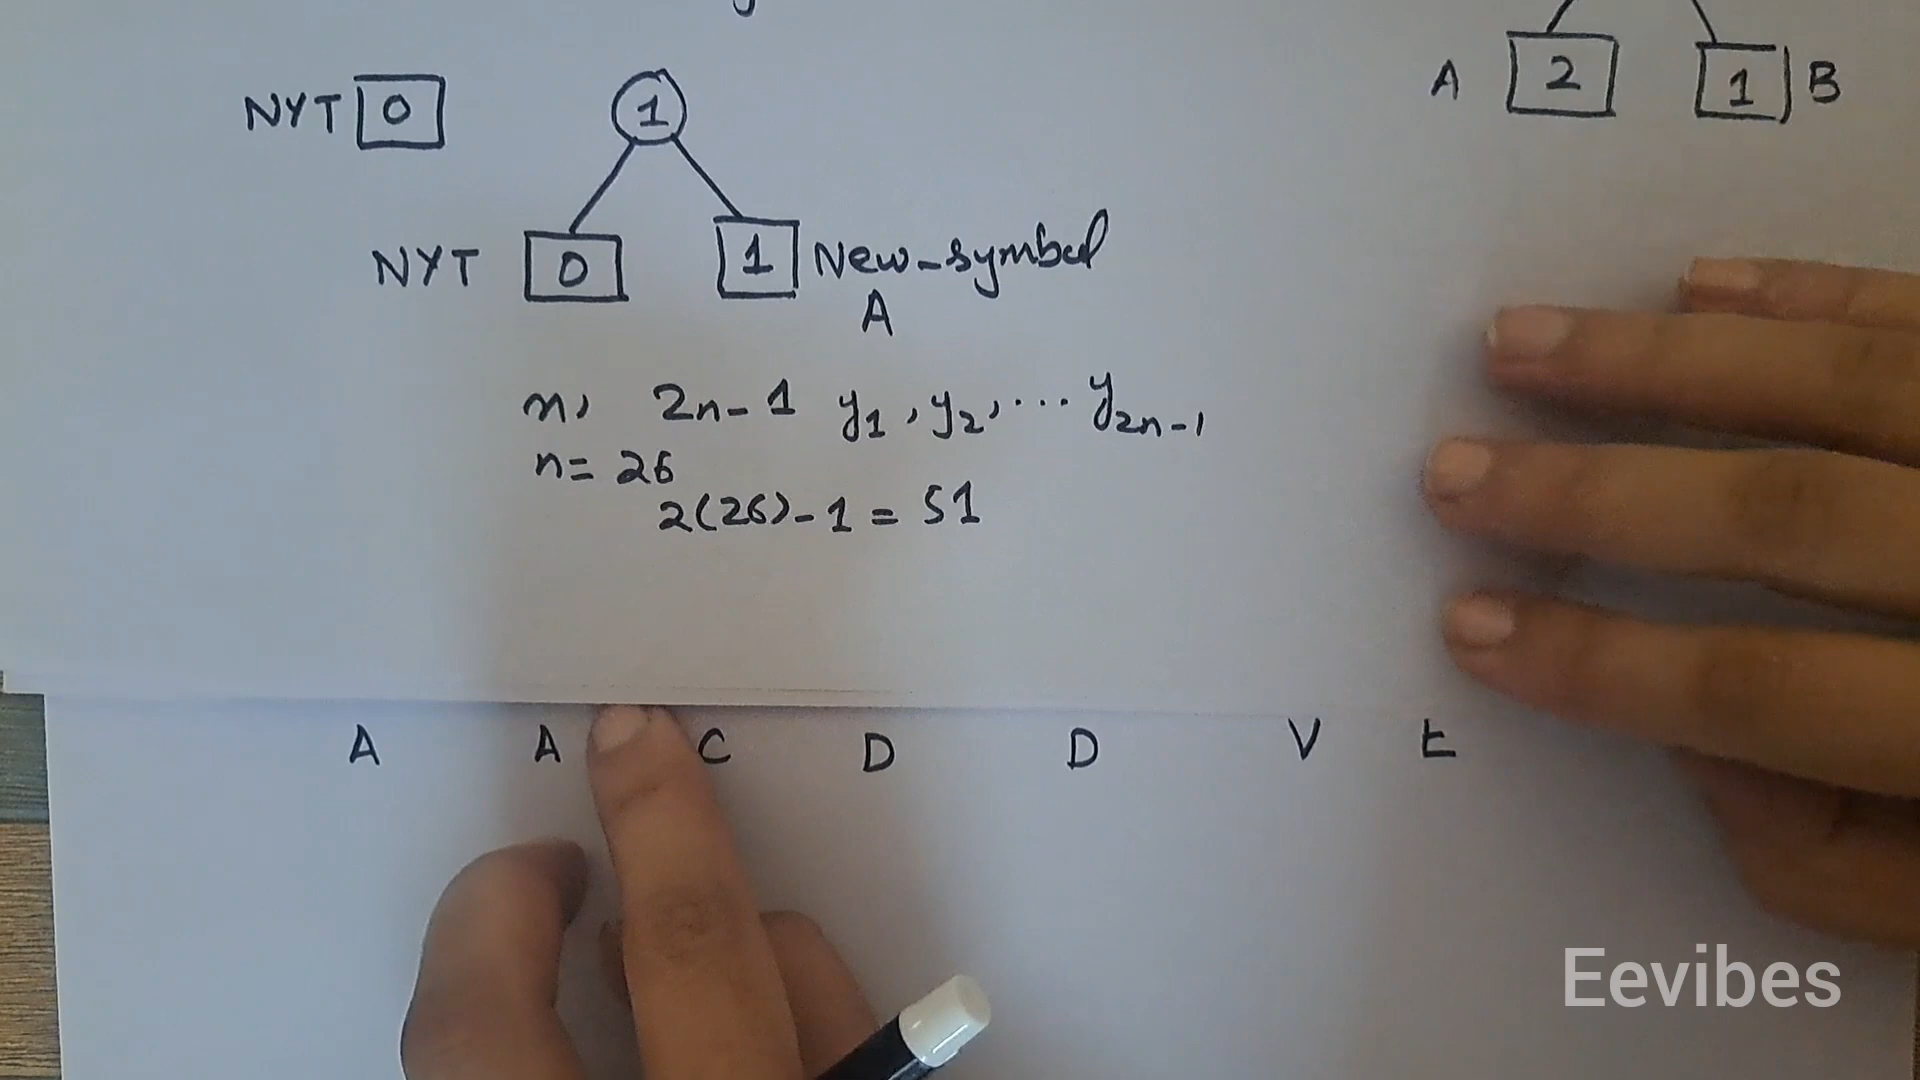 NYT 0 1
A 2 1 B
NYT 0 1 New-symbol
A
n, 2n-1 y1, y2, ... y2n-1
n= 26
2(26)-1 = 51
A A C D D V E
Eevibes